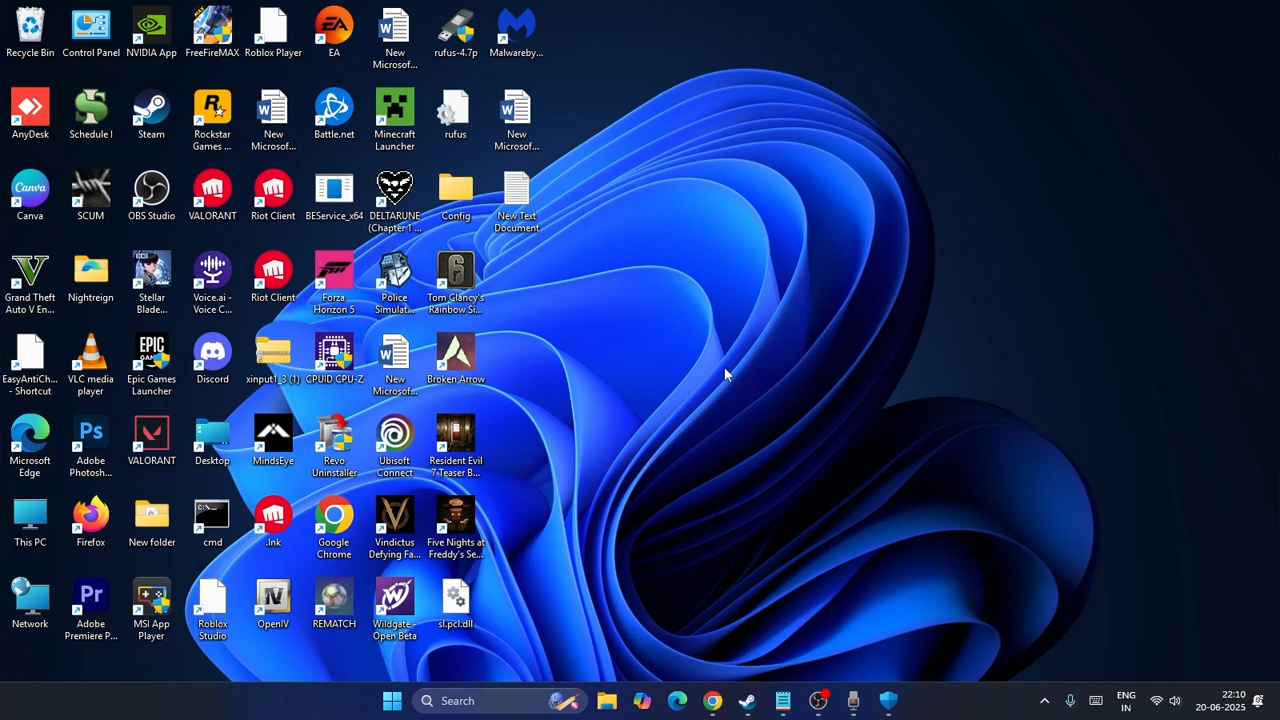 Recycle Bin
Control Panel
NVIDIA App
FreeFireMAX
Roblox Player
EA
New
Microsof...
rufus-4.7p
Malwareby...
AnyDesk
Schedule I
Steam
Rockstar
Games ...
New
Microsof...
Battle.net
Minecraft
Launcher
rufus
New
Microsof...
Canva
SCUM
OBS Studio
VALORANT
Riot Client
BEService_x64
DELTARUNE
(Chapter 1 ...
Config
New Text
Document
Grand Theft
Auto V En...
Nightreign
Stellar
Blade...
Voice.ai -
Voice C...
Riot Client
Forza
Horizon 5
Police
Simulat...
Tom Clancy's
Rainbow Si...
EasyAntiCh...
- Shortcut
VLC media
player
EPIC
GAMES
Epic Games
Launcher
Discord
xinput1_3 (1)
CPUID CPU-Z
New
Microsof...
Broken Arrow
Microsoft
Edge
Ps
Adobe
Photosh...
VALORANT
Desktop
MindsEye
Revo
Uninstaller
Ubisoft
Connect
Resident Evil
7 Teaser B...
This PC
Firefox
New folder
cmd
.lnk
Google
Chrome
Vindictus
Defying Fa...
Five Nights at
Freddy's Se...
Network
Pr
Adobe
Premiere P...
MSI App
Player
Roblox
Studio
IV
OpenIV
REMATCH
Wildgate -
Open Beta
sl.pcl.dll
Search
ENG
IN
22:10
20-06-2025